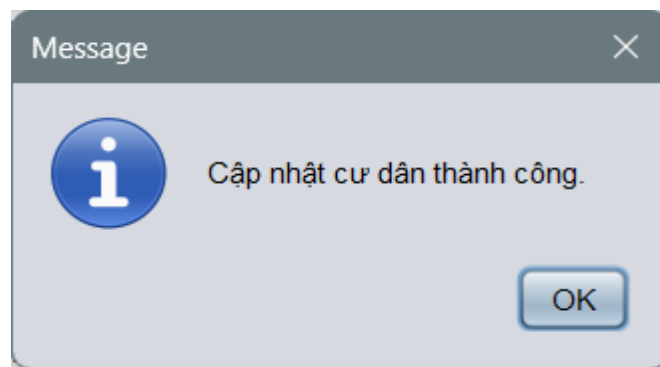 Message
Cập nhật cư dân thành công.
OK